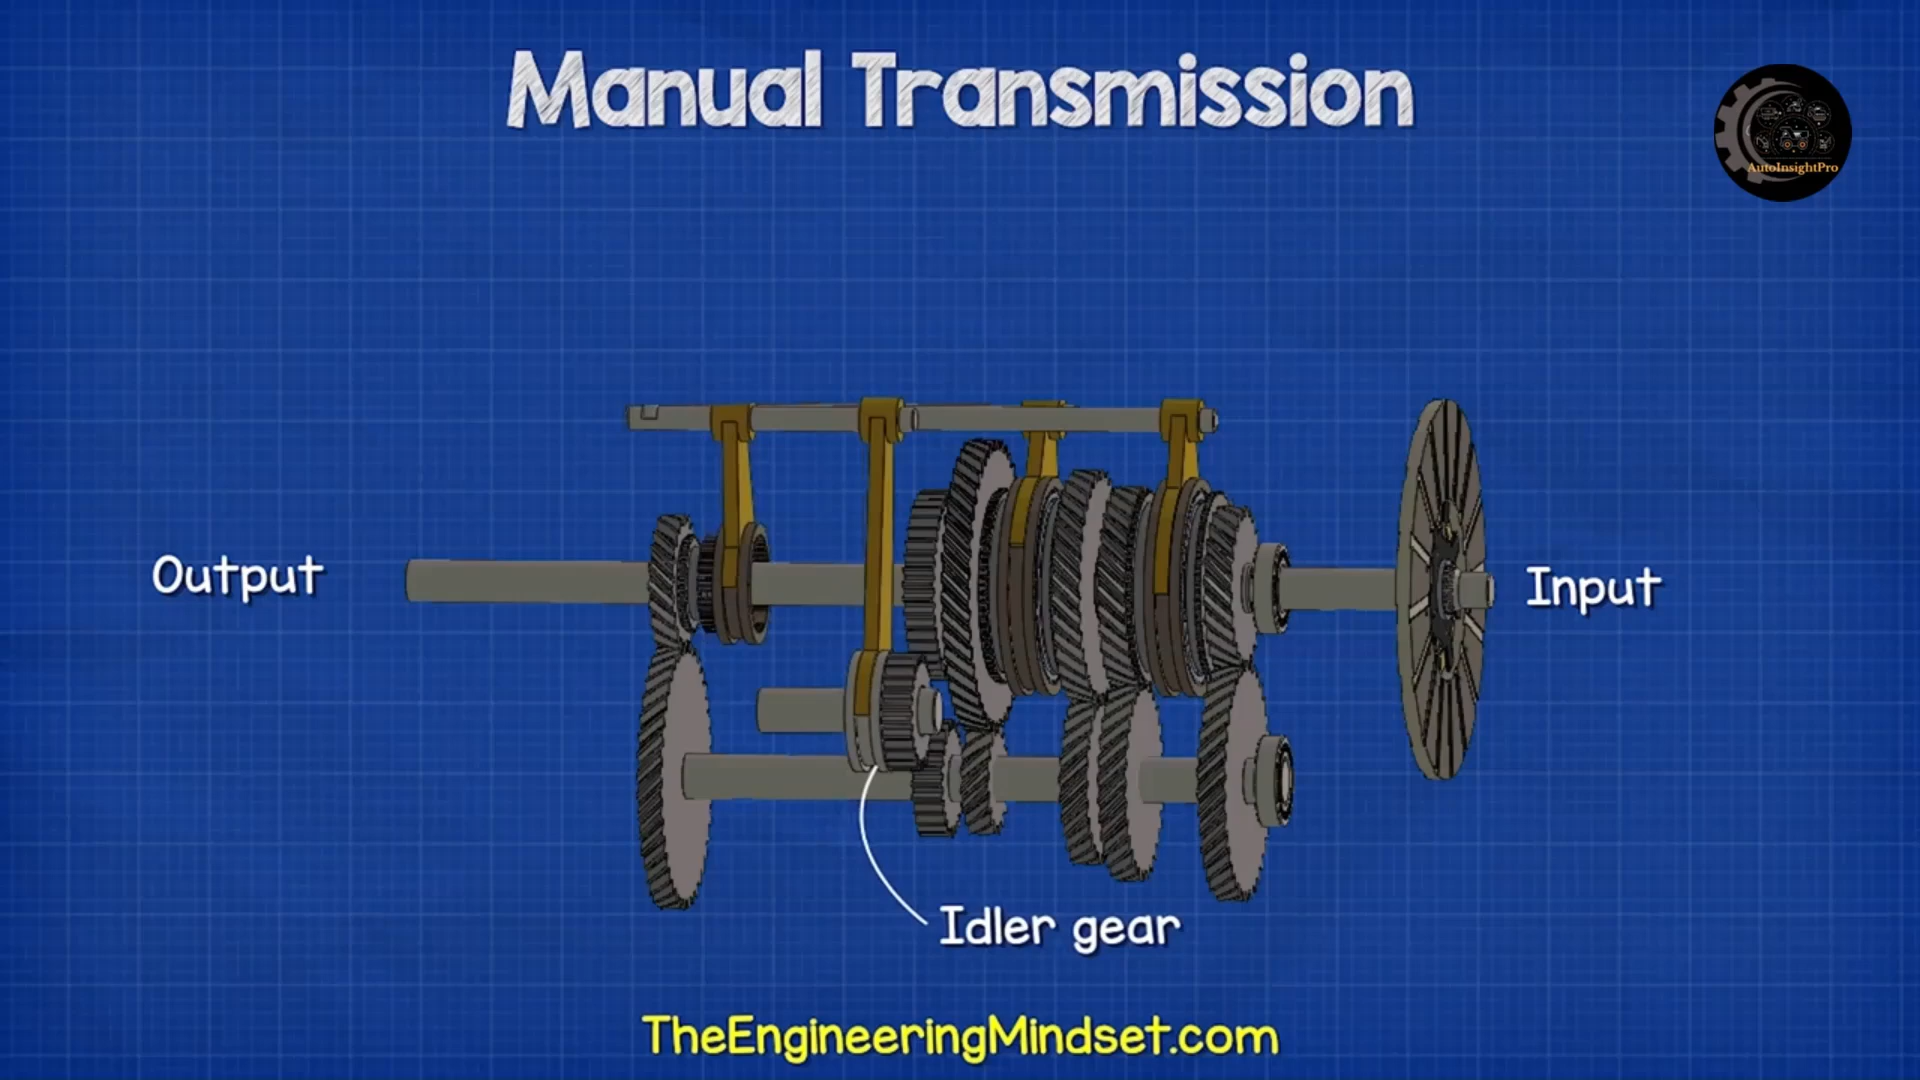 Manual Transmission
AutoInsightPro
Output
Input
Idler gear
TheEngineeringMindset.com